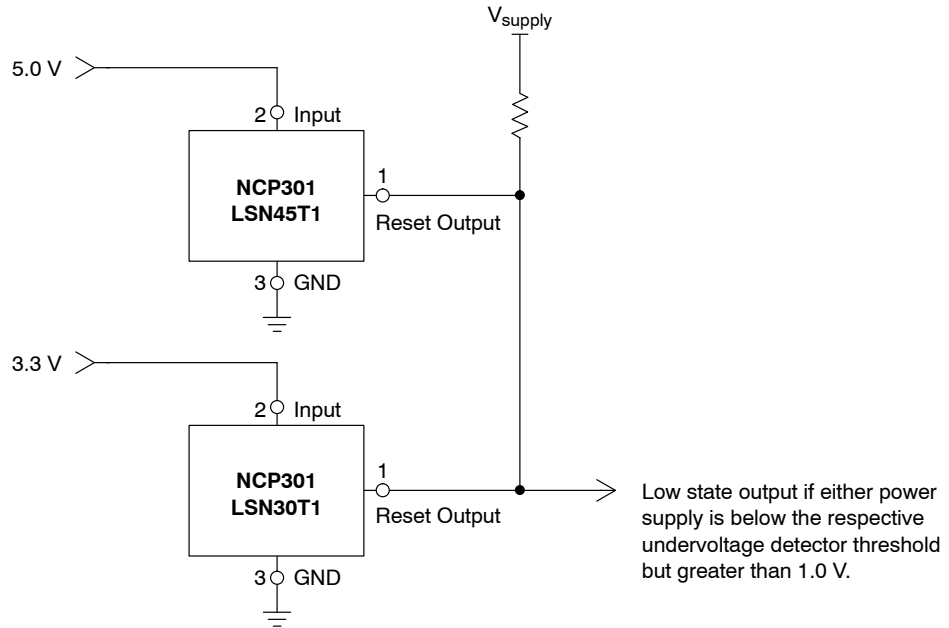 Vsupply
5.0 V
2 Input
NCP301
LSN45T1
1
Reset Output
3 GND
3.3 V
2 Input
NCP301
LSN30T1
1
Reset Output
3 GND
Low state output if either power
supply is below the respective
undervoltage detector threshold
but greater than 1.0 V.